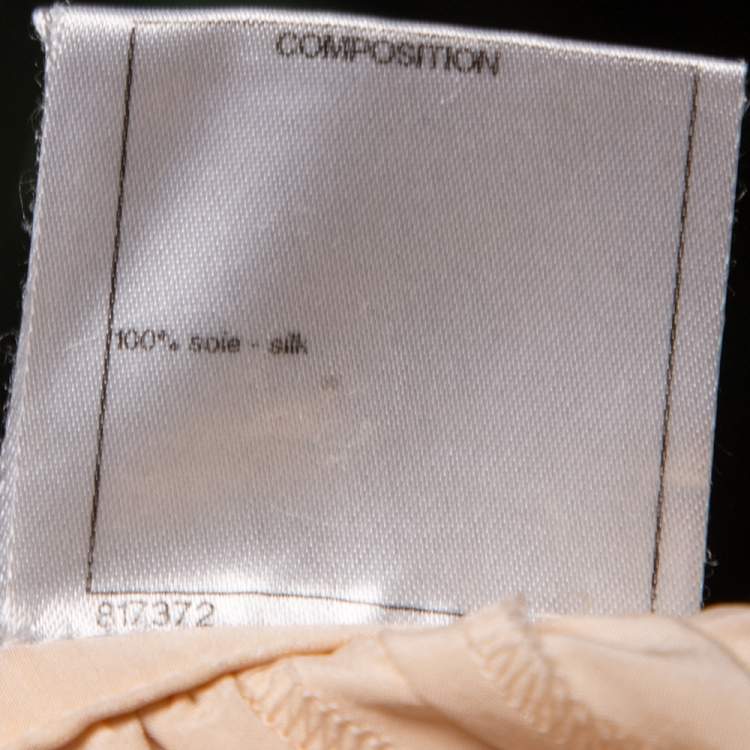 COMPOSITION
100% soie - silk
817372